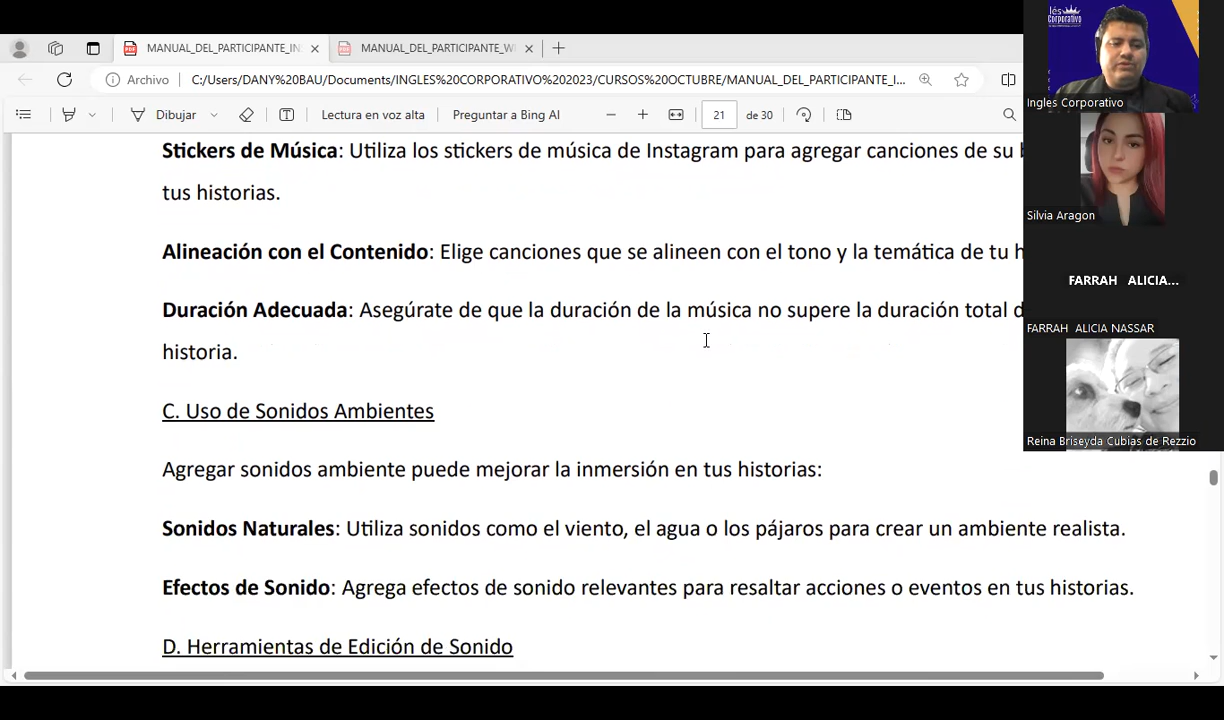 MANUAL_DEL_PARTICIPANTE_IN
MANUAL_DEL_PARTICIPANTE_W
Archivo
C:/Users/DANY%20BAU/Documents/INGLES%20CORPORATIVO%202023/CURSOS%20OCTUBRE/MANUAL_DEL_PARTICIPANTE_I...
Dibujar
Lectura en voz alta
Preguntar a Bing AI
21
de 30
Stickers de Música: Utiliza los stickers de música de Instagram para agregar canciones de su b
tus historias.
Alineación con el Contenido: Elige canciones que se alineen con el tono y la temática de tu h
Duración Adecuada: Asegúrate de que la duración de la música no supere la duración total d
historia.
C. Uso de Sonidos Ambientes
Agregar sonidos ambiente puede mejorar la inmersión en tus historias:
Sonidos Naturales: Utiliza sonidos como el viento, el agua o los pájaros para crear un ambiente realista.
Efectos de Sonido: Agrega efectos de sonido relevantes para resaltar acciones o eventos en tus historias.
D. Herramientas de Edición de Sonido
lés
Corporativo
Ingles Corporativo
Silvia Aragon
FARRAH ALICIA...
FARRAH ALICIA NASSAR
Reina Briseyda Cubias de Rezzio